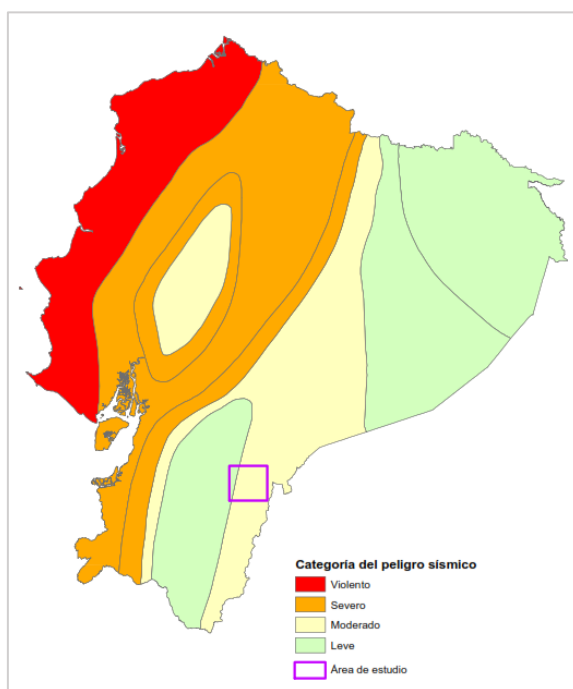 Categoría del peligro sísmico
Violento
Severo
Moderado
Leve
Área de estudio